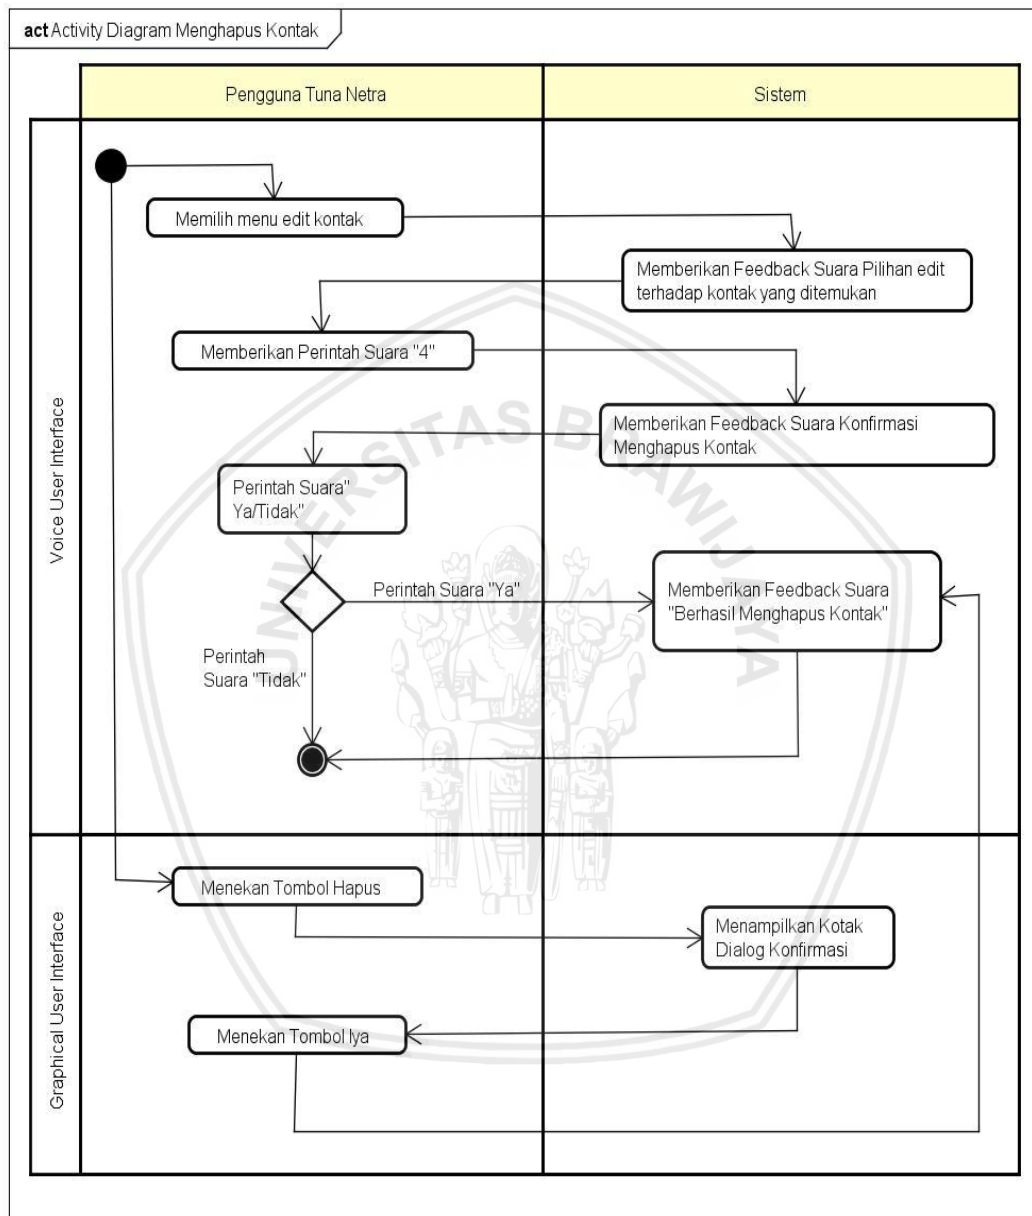 act Activity Diagram Menghapus Kontak
Pengguna Tuna Netra
Sistem
Voice User Interface
Memilih menu edit kontak
Memberikan Feedback Suara Pilihan edit
terhadap kontak yang ditemukan
Memberikan Perintah Suara "4"
Memberikan Feedback Suara Konfirmasi
Menghapus Kontak
Perintah Suara"
Ya/Tidak"
Perintah Suara "Ya"
Memberikan Feedback Suara
"Berhasil Menghapus Kontak"
Perintah
Suara "Tidak"
UNIVERSITAS BRAWIJAYA
Graphical User Interface
Menekan Tombol Hapus
Menampilkan Kotak
Dialog Konfirmasi
Menekan Tombol Iya